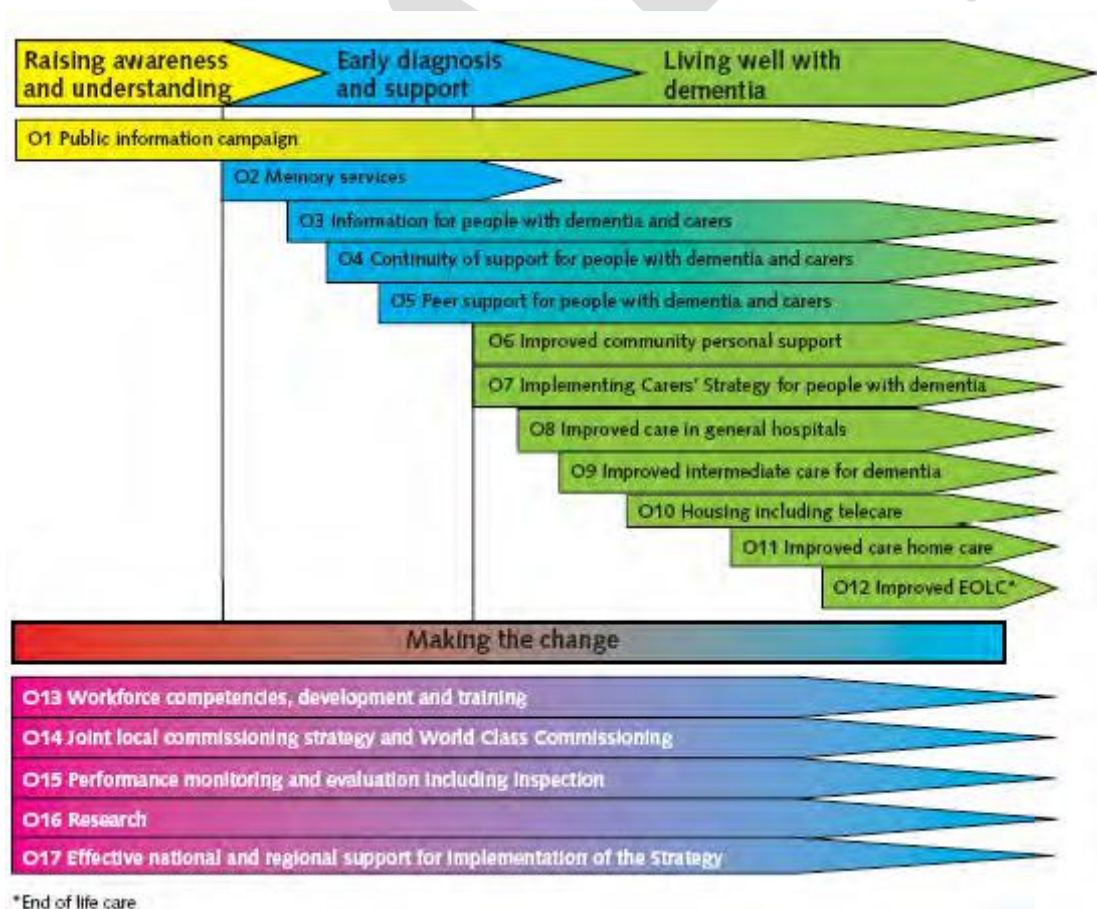 Raising awareness
and understanding
Early diagnosis
and support
Living well with
dementia
O1 Public information campaign
O2 Memory services
O3 Information for people with dementia and carers
O4 Continuity of support for people with dementia and carers
O5 Peer support for people with dementia and carers
O6 Improved community personal support
O7 Implementing Carers' Strategy for people with dementia
O8 Improved care in general hospitals
O9 Improved intermediate care for dementia
O10 Housing including telecare
O11 Improved care home care
O12 Improved EOLC*
Making the change
O13 Workforce competencies, development and training
O14 Joint local commissioning strategy and World Class Commissioning
O15 Performance monitoring and evaluation including inspection
O16 Research
O17 Effective national and regional support for implementation of the Strategy
*End of life care